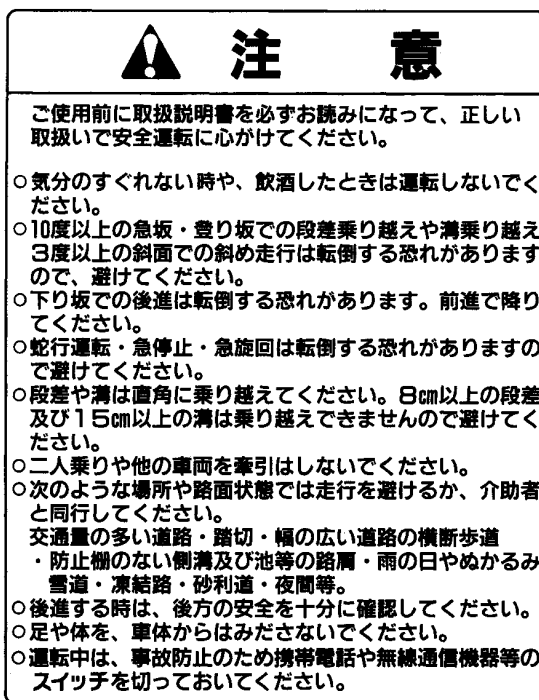 注 意
ご使用前に取扱説明書を必ずお読みになって、正しい
取扱いで安全運転に心がけてください。
○気分のすぐれない時や、飲酒したときは運転しないでく
ださい。
○10度以上の急坂・登り坂での段差乗り越えや溝乗り越え
3度以上の斜面での斜め走行は転倒する恐れがあります
ので、避けてください。
○下り坂での後進は転倒する恐れがあります。前進で降り
てください。
○蛇行運転・急停止・急旋回は転倒する恐れがありますの
で避けてください。
○段差や溝は直角に乗り越えてください。8cm以上の段差
及び15cm以上の溝は乗り越えできませんので避けてく
ださい。
○二人乗りや他の車両を牽引はしないでください。
○次のような場所や路面状態では走行を避けるか、介助者
と同行してください。
交通量の多い道路・踏切・幅の広い道路の横断歩道
・防止柵のない側溝及び池等の路肩・雨の日やぬかるみ
雪道・凍結路・砂利道・夜間等。
○後進する時は、後方の安全を十分に確認してください。
○足や体を、車体からはみださないでください。
○運転中は、事故防止のため携帯電話や無線通信機器等の
スイッチを切っておいてください。